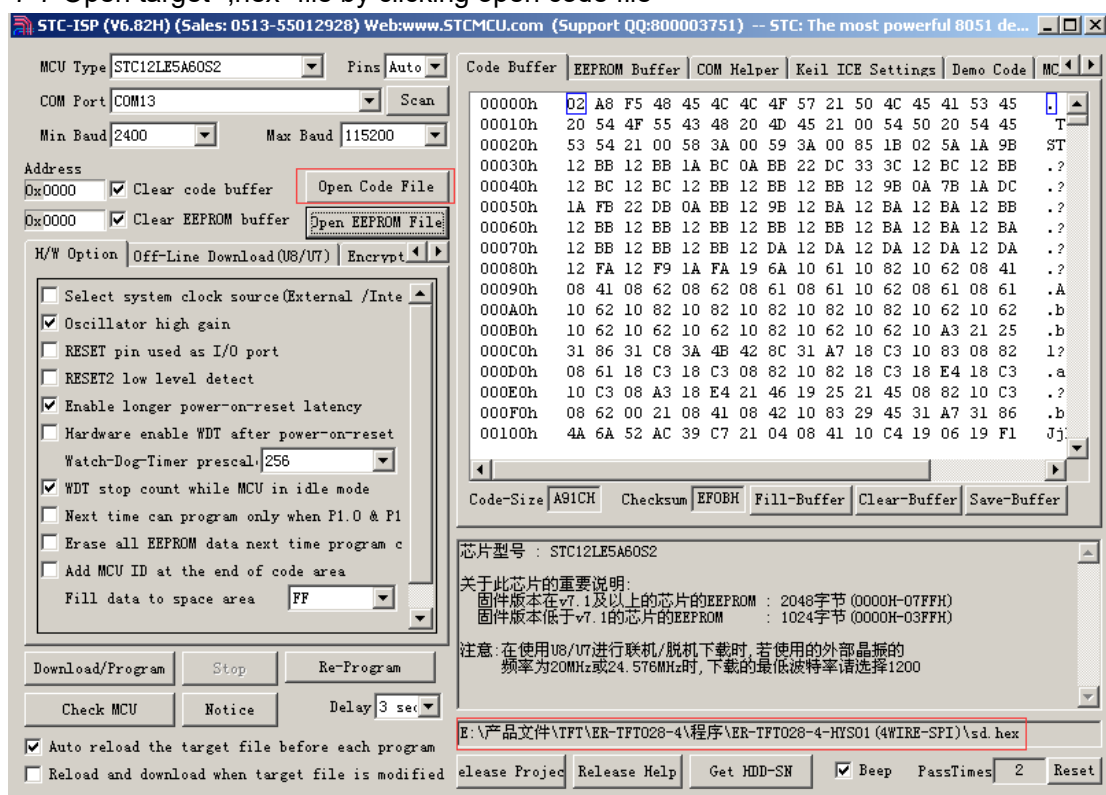 STC-ISP (V6.82H) (Sales: 0513-55012928) Web:www.STCMCU.com (Support QQ:800003751) -- STC: The most powerful 8051 de...
MCU Type STC12LE5A60S2 Pins Auto
COM Port COM13 Scan
Min Baud 2400 Max Baud 115200
Address
0x0000 Clear code buffer Open Code File
0x0000 Clear EEPROM buffer Open EEPROM File
H/W Option Off-Line Download(U8/U7) Encrypt
Select system clock source(External /Inte
Oscillator high gain
RESET pin used as I/O port
RESET2 low level detect
Enable longer power-on-reset latency
Hardware enable WDT after power-on-reset
Watch-Dog-Timer prescal 256
WDT stop count while MCU in idle mode
Next time can program only when P1.0 & P1
Erase all EEPROM data next time program c
Add MCU ID at the end of code area
Fill data to space area FF
Download/Program Stop Re-Program
Check MCU Notice Delay 3 sec
Auto reload the target file before each program
Reload and download when target file is modified
Code Buffer EEPROM Buffer COM Helper Keil ICE Settings Demo Code MC
00000h 02 A8 F5 48 45 4C 4C 4F 57 21 50 4C 45 41 53 45 .
00010h 20 54 4F 55 43 48 20 4D 45 21 00 54 50 20 54 45 T
00020h 53 54 21 00 58 3A 00 59 3A 00 85 1B 02 5A 1A 9B ST
00030h 12 BB 12 BB 1A BC 0A BB 22 DC 33 3C 12 BC 12 BB .?
00040h 12 BC 12 BC 12 BB 12 BB 12 BB 12 9B 0A 7B 1A DC .?
00050h 1A FB 22 DB 0A BB 12 9B 12 BA 12 BA 12 BA 12 BB .?
00060h 12 BB 12 BB 12 BB 12 BB 12 BB 12 BA 12 BA 12 BA .?
00070h 12 BB 12 BB 12 BB 12 DA 12 DA 12 DA 12 DA 12 DA .?
00080h 12 FA 12 F9 1A FA 19 6A 10 61 10 82 10 62 08 41 .?
00090h 08 41 08 62 08 62 08 61 08 61 10 62 08 61 08 61 .A
000A0h 10 62 10 82 10 82 10 82 10 82 10 82 10 62 10 62 .b
000B0h 10 62 10 62 10 62 10 82 10 62 10 62 10 A3 21 25 .b
000C0h 31 86 31 C8 3A 4B 42 8C 31 A7 18 C3 10 83 08 82 1?
000D0h 08 61 18 C3 18 C3 08 82 10 82 18 C3 18 E4 18 C3 .a
000E0h 10 C3 08 A3 18 E4 21 46 19 25 21 45 08 82 10 C3 .?
000F0h 08 62 00 21 08 41 08 42 10 83 29 45 31 A7 31 86 .b
00100h 4A 6A 52 AC 39 C7 21 04 08 41 10 C4 19 06 19 F1 Jj
Code-Size A91CH Checksum EF0BH Fill-Buffer Clear-Buffer Save-Buffer
芯片型号 : STC12LE5A60S2
关于此芯片的重要说明:
固件版本在v7.1及以上的芯片的EEPROM : 2048字节(0000H-07FFH)
固件版本低于v7.1的芯片的EEPROM : 1024字节(0000H-03FFH)
注意:在使用U8/U7进行联机/脱机下载时,若使用的外部晶振的
频率为20MHz或24.576MHz时,下载的最低波特率请选择1200
E:\产品文件\TFT\ER-TFT028-4\程序\ER-TFT028-4-HYS01(4WIRE-SPI)\sd.hex
elease Projec Release Help Get HDD-SN Beep PassTimes 2 Reset